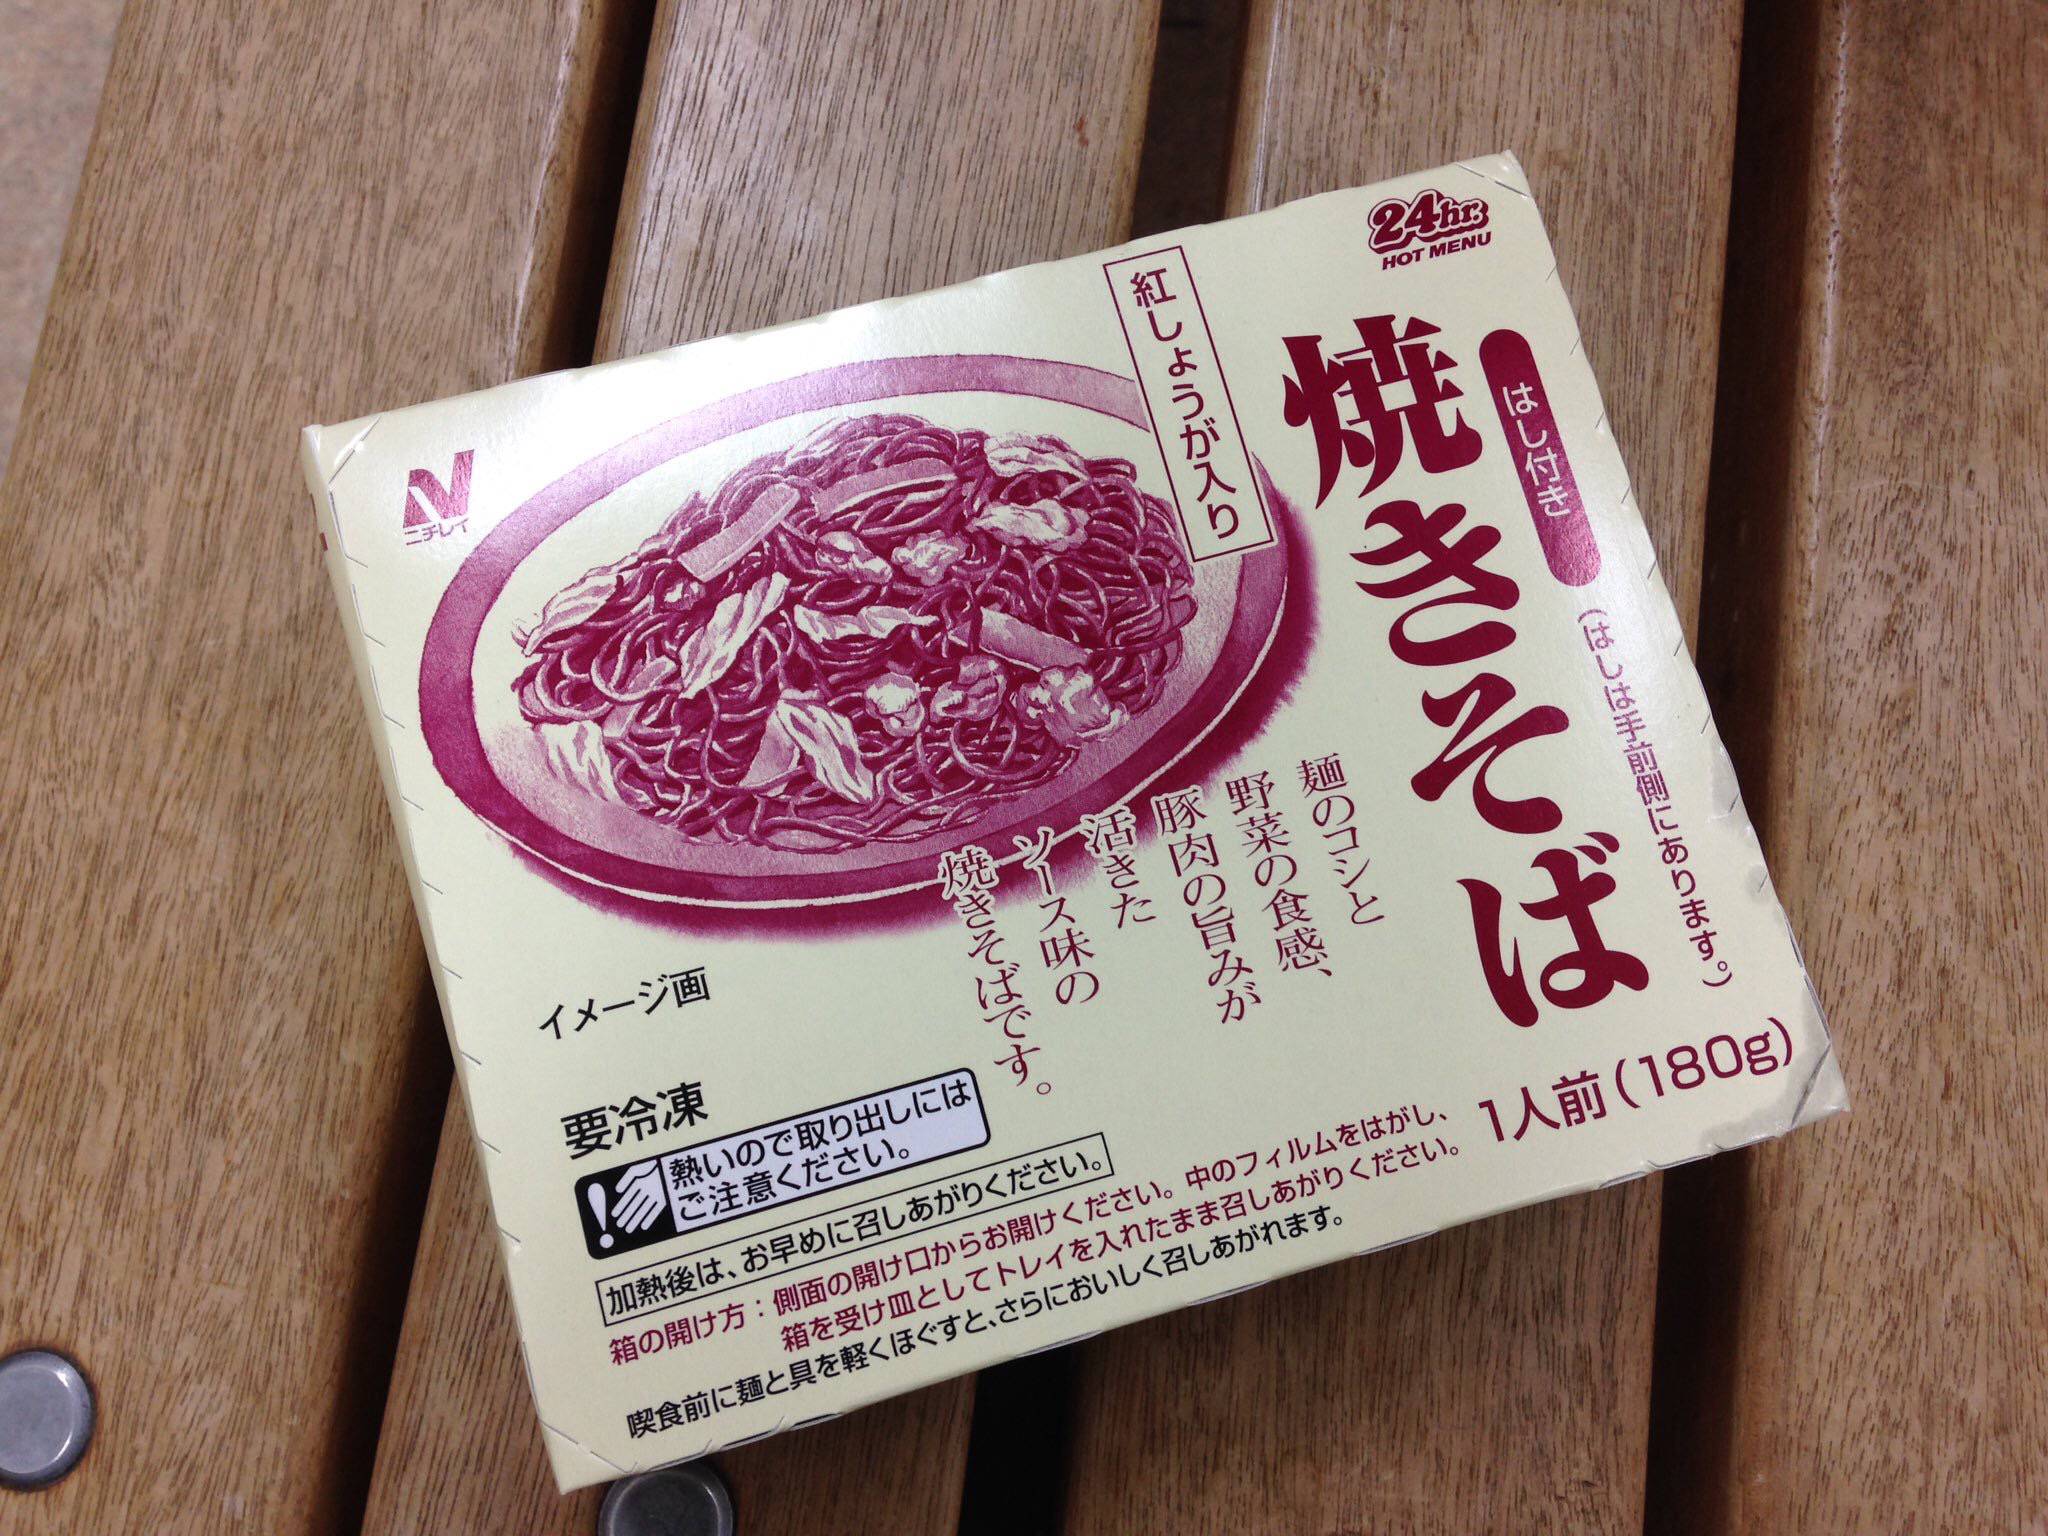 24hr.
HOT MENU
はし付き
(はしは手前側にあります。)
焼きそば
紅しょうが入り
ニチレイ
麺のコシと
野菜の食感、
豚肉の旨みが
活きた
ソース味の
焼きそばです。
イメージ画
1人前(180g)
要冷凍
熱いので取り出しには
ご注意ください。
加熱後は、お早めに召しあがりください。
箱の開け方:側面の開け口からお開けください。中のフィルムをはがし、
箱を受け皿としてトレイを入れたまま召しあがりください。
喫食前に麺と具を軽くほぐすと、さらにおいしく召しあがれます。